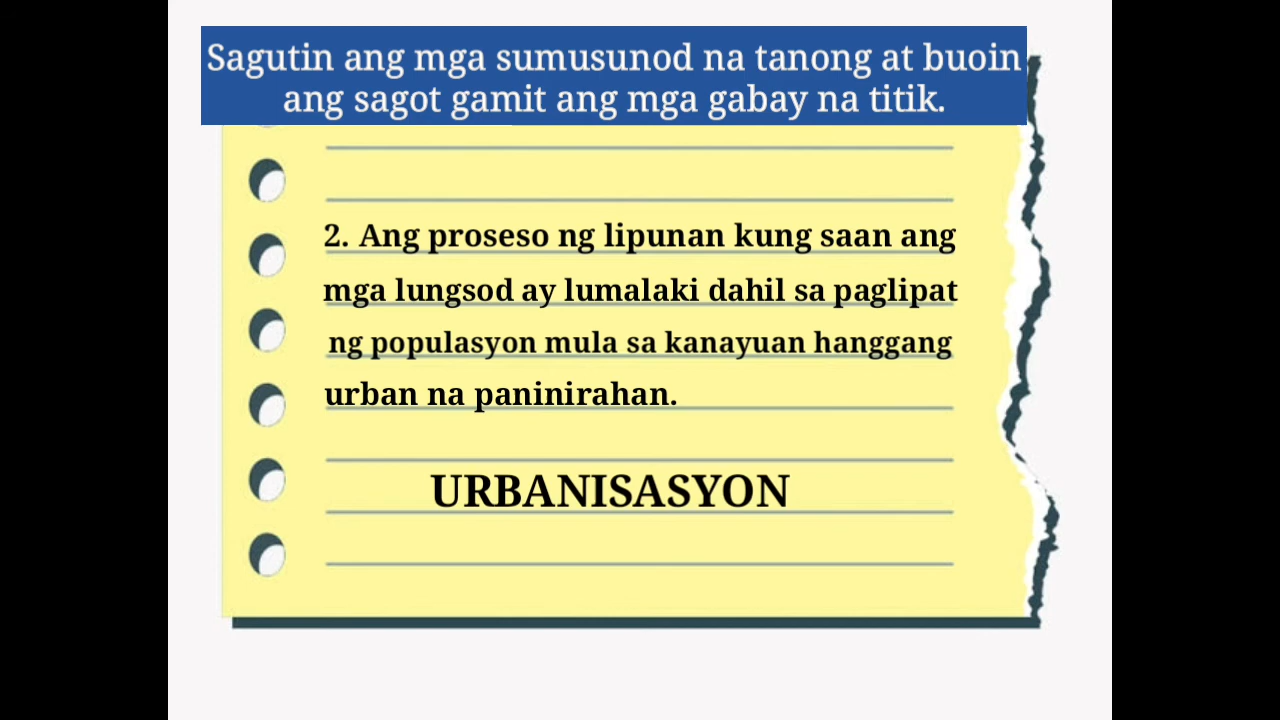 Sagutin ang mga sumusunod na tanong at buoin
ang sagot gamit ang mga gabay na titik.
2. Ang proseso ng lipunan kung saan ang
mga lungsod ay lumalaki dahil sa paglipat
ng populasyon mula sa kanayuan hanggang
urban na paninirahan.
URBANISASYON